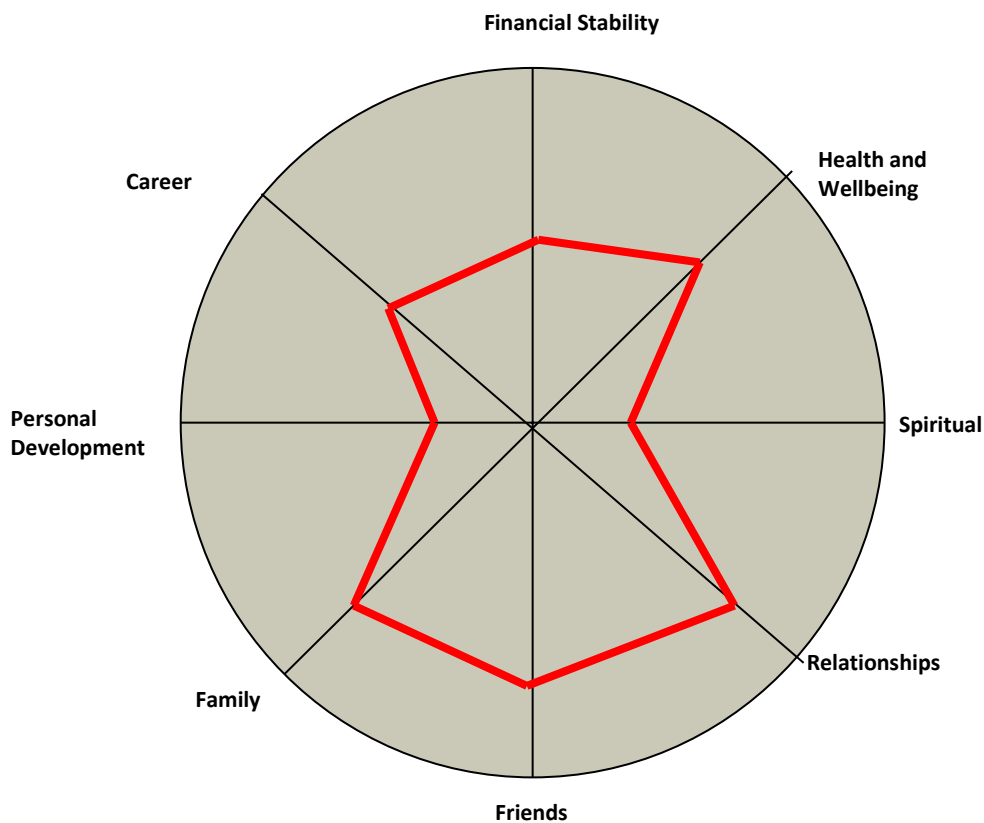 Financial Stability
Health and
Wellbeing
Career
Personal
Development
Spiritual
Relationships
Family
Friends